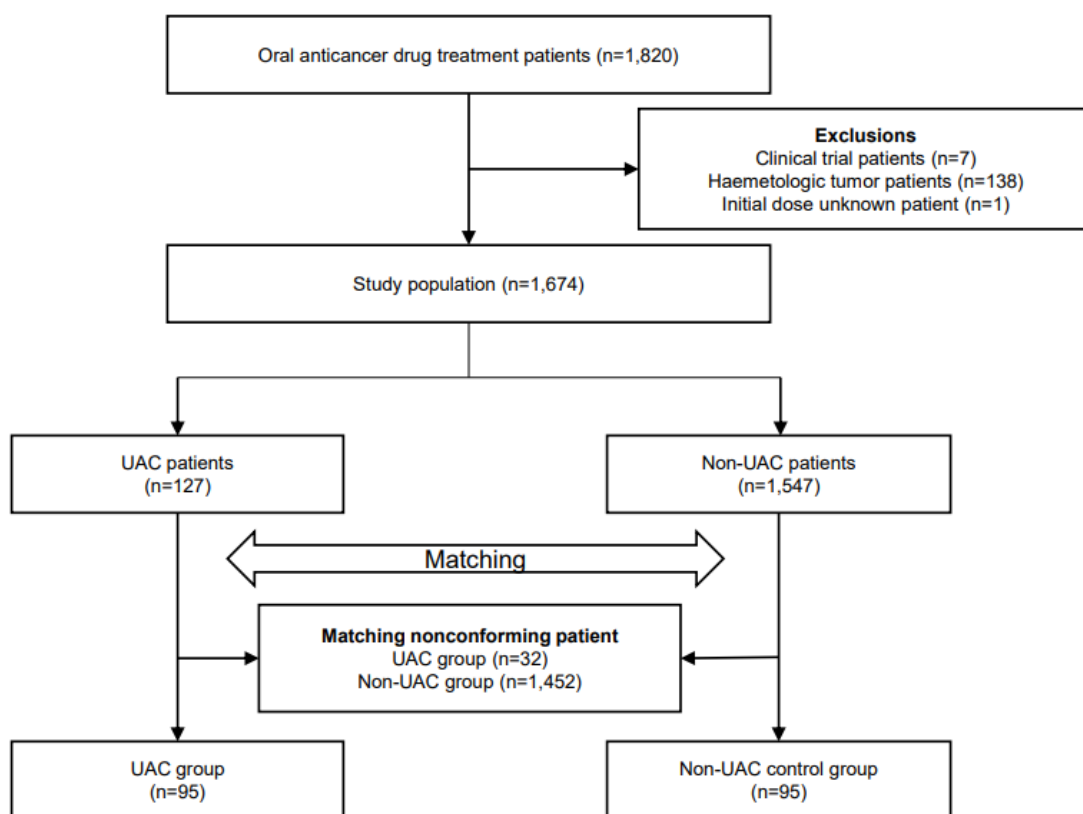 Oral anticancer drug treatment patients (n=1,820)
Exclusions
Clinical trial patients (n=7)
Haemetologic tumor patients (n=138)
Initial dose unknown patient (n=1)
Study population (n=1,674)
UAC patients
(n=127)
Non-UAC patients
(n=1,547)
Matching
Matching nonconforming patient
UAC group (n=32)
Non-UAC group (n=1,452)
UAC group
(n=95)
Non-UAC control group
(n=95)